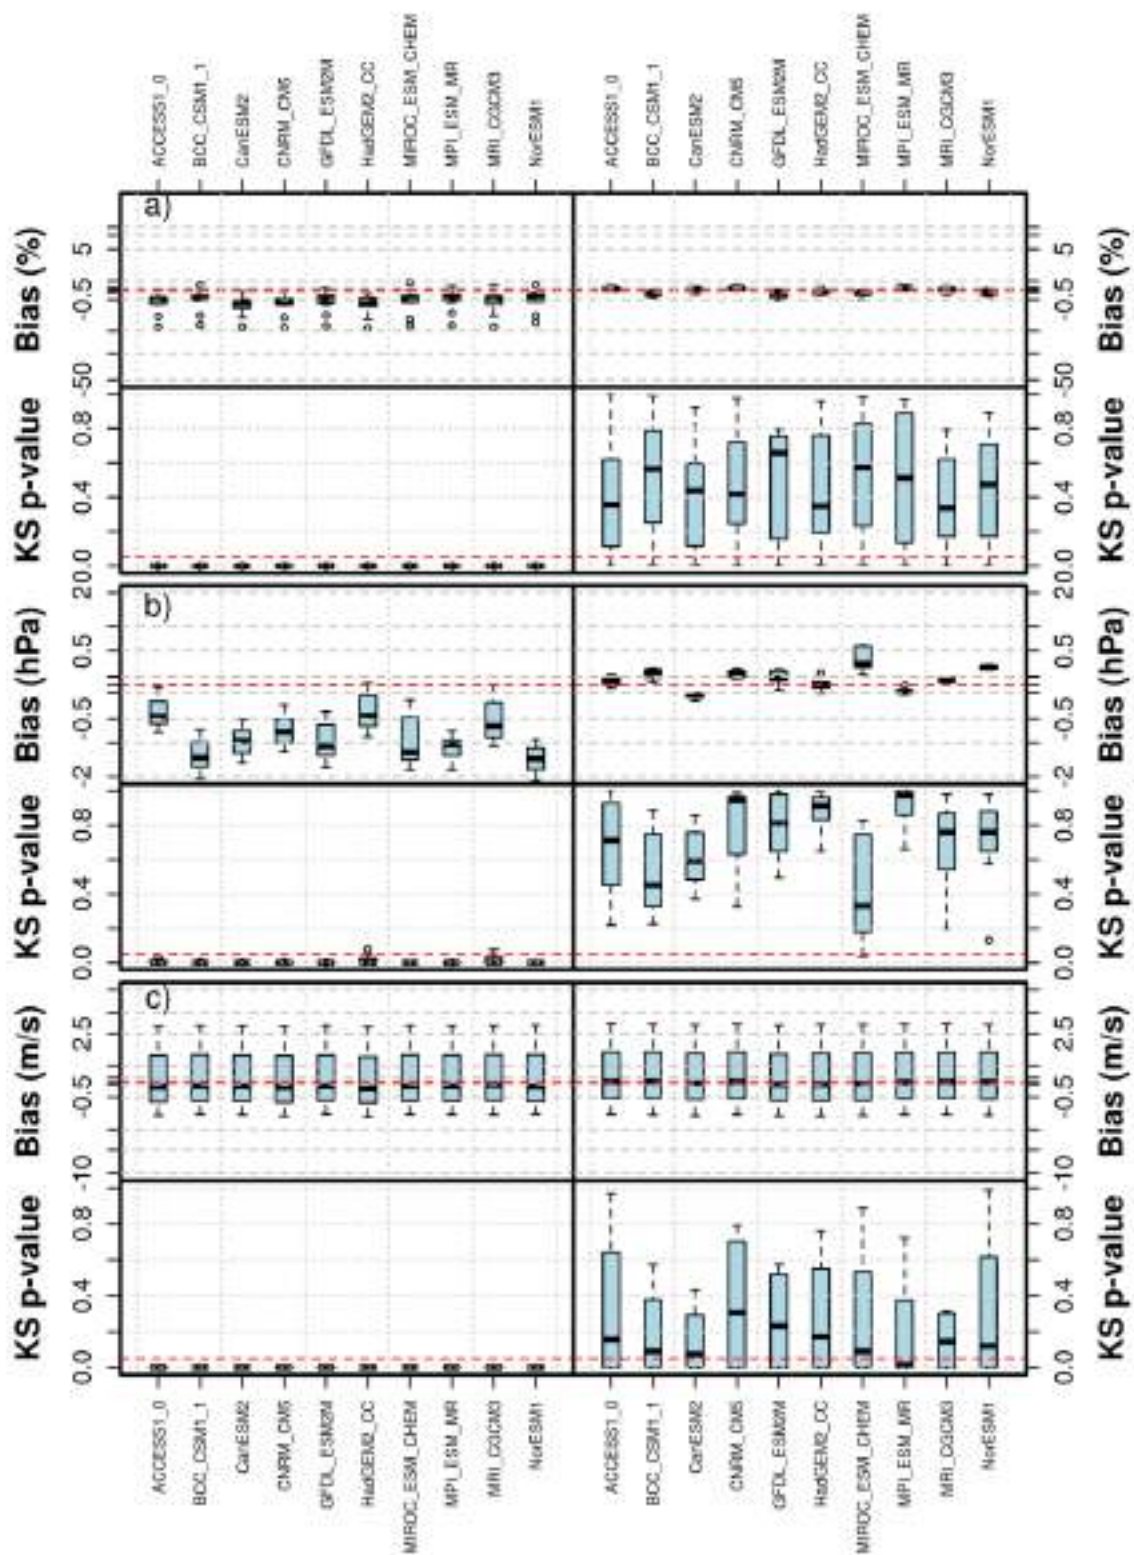 ACCESS1_0
BCC_CSM1_1
CanESM2
CNRM_CM5
GFDL_ESM2M
HadGEM2_CC
MIROC_ESM_CHEM
MPI_ESM_MR
MRI_CGCM3
NorESM1
ACCESS1_0
BCC_CSM1_1
CanESM2
CNRM_CM5
GFDL_ESM2M
HadGEM2_CC
MIROC_ESM_CHEM
MPI_ESM_MR
MRI_CGCM3
NorESM1
a)
Bias (%)
5
-0.5
-50
Bias (%)
5
-0.5
-50
KS p-value
0.8
0.4
0.0
KS p-value
0.8
0.4
0.0
b)
Bias (hPa)
20
0.5
-0.5
-2
Bias (hPa)
20
0.5
-0.5
-2
KS p-value
0.8
0.4
0.0
KS p-value
0.8
0.4
0.0
c)
Bias (m/s)
2.5
-0.5
-10
Bias (m/s)
2.5
-0.5
-10
KS p-value
0.8
0.4
0.0
KS p-value
0.8
0.4
0.0
ACCESS1_0
BCC_CSM1_1
CanESM2
CNRM_CM5
GFDL_ESM2M
HadGEM2_CC
MIROC_ESM_CHEM
MPI_ESM_MR
MRI_CGCM3
NorESM1
ACCESS1_0
BCC_CSM1_1
CanESM2
CNRM_CM5
GFDL_ESM2M
HadGEM2_CC
MIROC_ESM_CHEM
MPI_ESM_MR
MRI_CGCM3
NorESM1